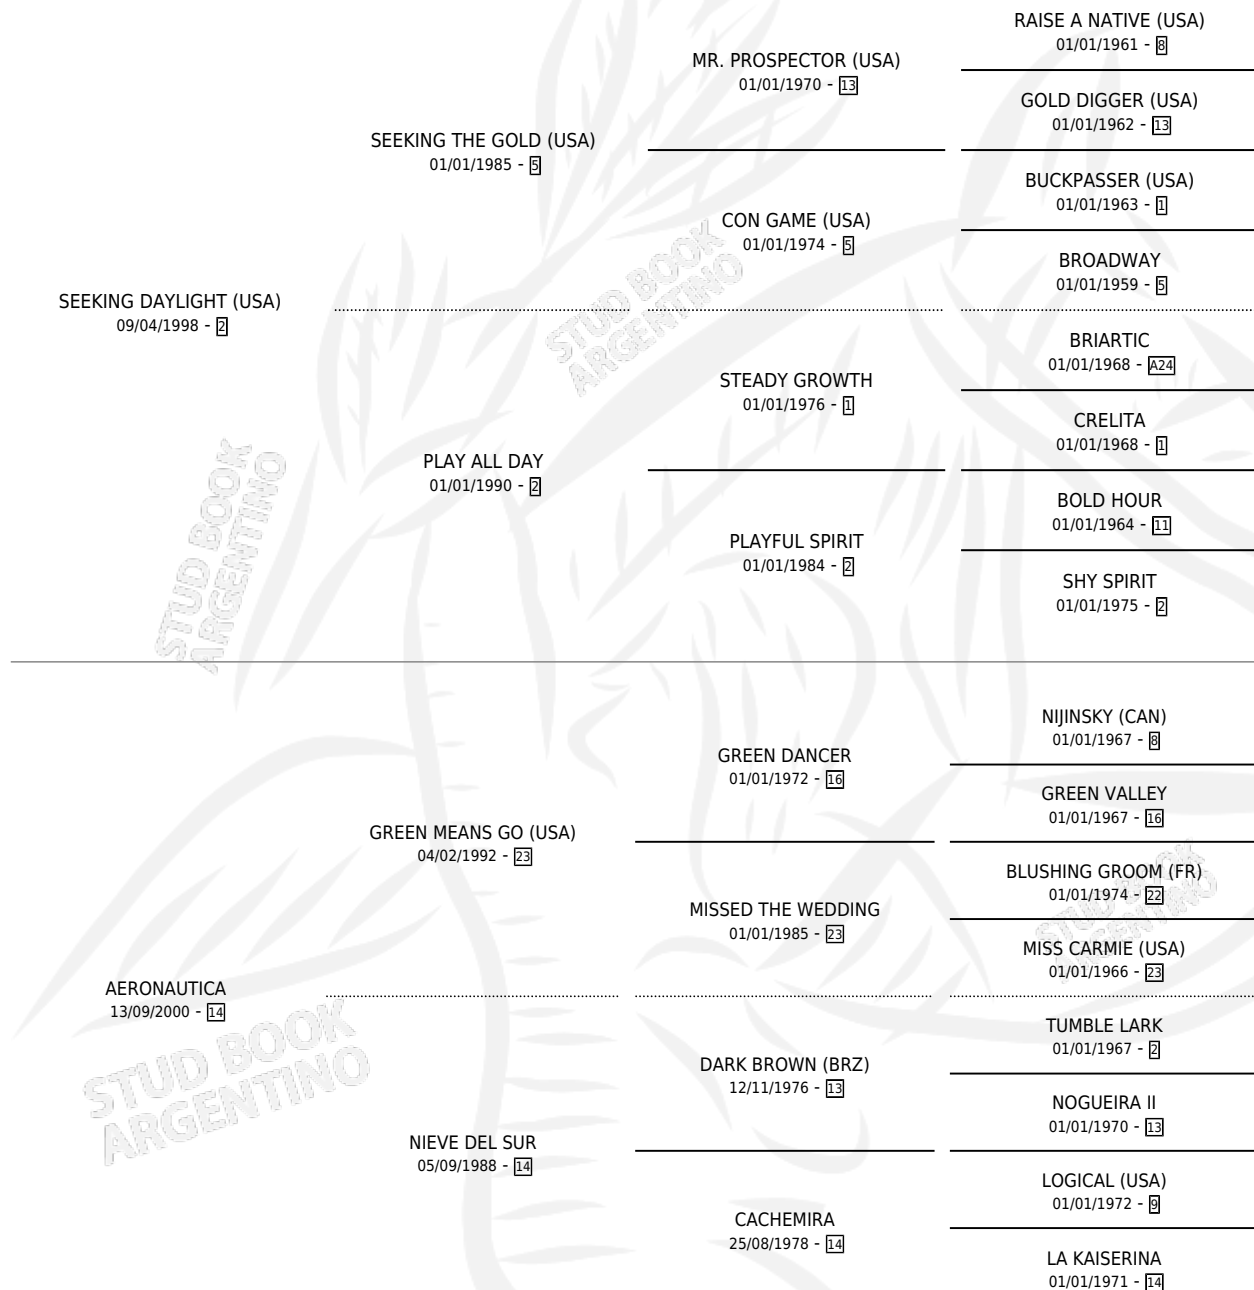 RAISE A NATIVE (USA)
01/01/1961 - 8
MR. PROSPECTOR (USA)
01/01/1970 - 13
GOLD DIGGER (USA)
01/01/1962 - 13
SEEKING THE GOLD (USA)
01/01/1985 - 5
BUCKPASSER (USA)
01/01/1963 - 1
CON GAME (USA)
01/01/1974 - 5
BROADWAY
01/01/1959 - 5
SEEKING DAYLIGHT (USA)
09/04/1998 - 2
BRIARTIC
01/01/1968 - A24
STEADY GROWTH
01/01/1976 - 1
CRELITA
01/01/1968 - 1
PLAY ALL DAY
01/01/1990 - 2
BOLD HOUR
01/01/1964 - 11
PLAYFUL SPIRIT
01/01/1984 - 2
SHY SPIRIT
01/01/1975 - 2
NIJINSKY (CAN)
01/01/1967 - 8
GREEN DANCER
01/01/1972 - 16
GREEN VALLEY
01/01/1967 - 16
GREEN MEANS GO (USA)
04/02/1992 - 23
BLUSHING GROOM (FR)
01/01/1974 - 22
MISSED THE WEDDING
01/01/1985 - 23
MISS CARMIE (USA)
01/01/1966 - 23
AERONAUTICA
13/09/2000 - 14
TUMBLE LARK
01/01/1967 - 2
DARK BROWN (BRZ)
12/11/1976 - 13
NOGUEIRA II
01/01/1970 - 13
NIEVE DEL SUR
05/09/1988 - 14
LOGICAL (USA)
01/01/1972 - 9
CACHEMIRA
25/08/1978 - 14
LA KAISERINA
01/01/1971 - 14
STUD BOOK
ARGENTINO
STUD BOOK
ARGENTINO
STUD BOOK
ARGENTINO
STUD BOOK
ARGENTINO